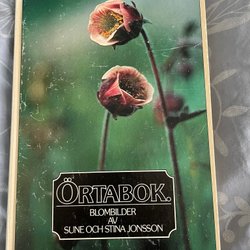 ÖRTABOK.
BLOMBILDER
AV
SUNE OCH STINA JONSSON